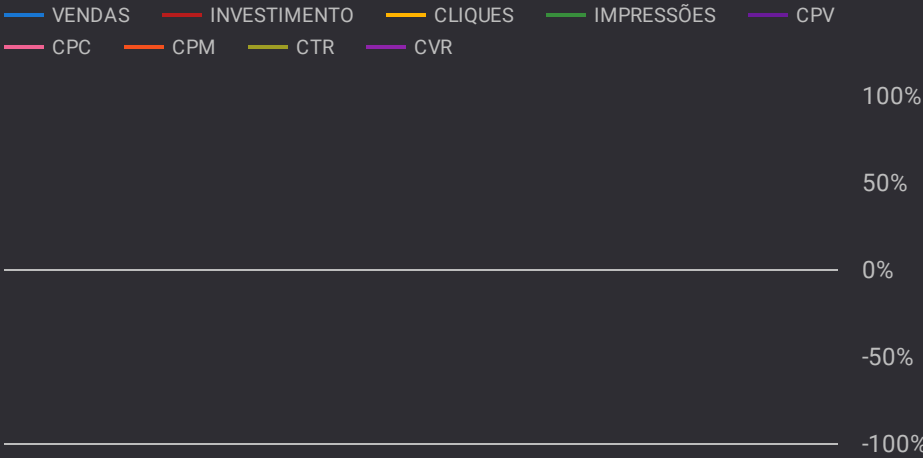 VENDAS INVESTIMENTO CLIQUES IMPRESSÕES CPV
CPC CPM CTR CVR
100%
50%
0%
-50%
-100%